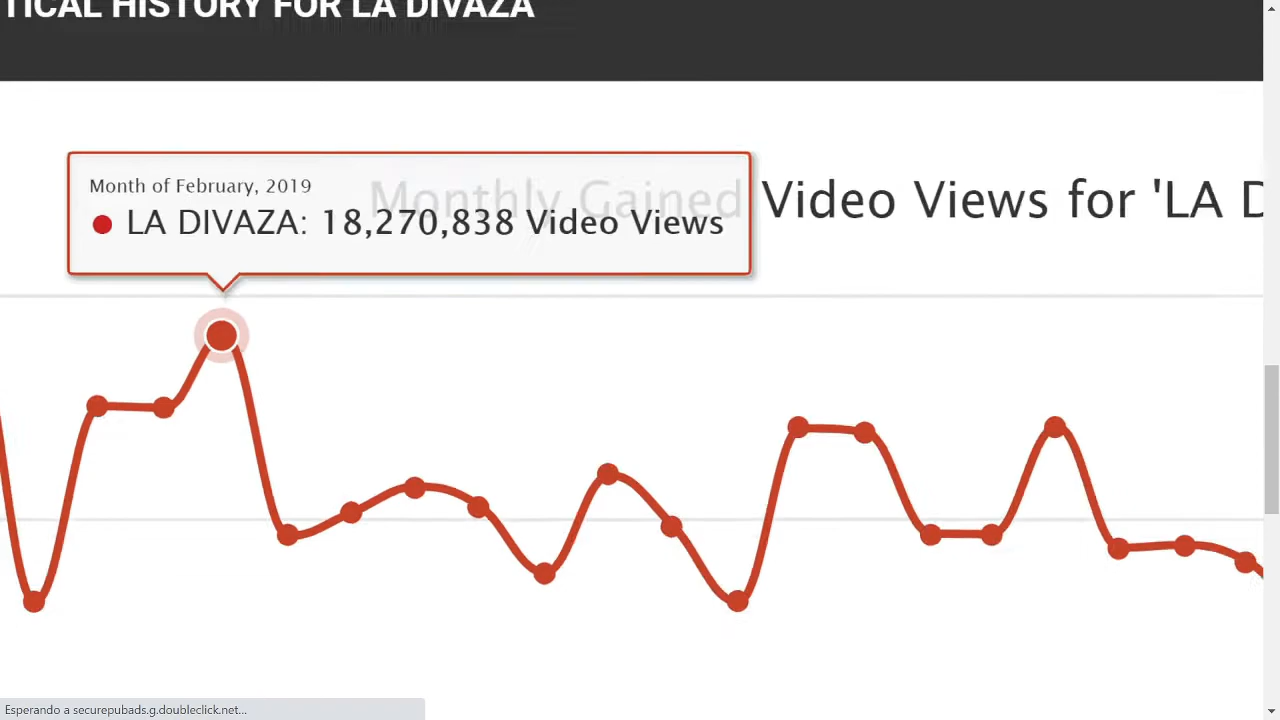 TICAL HISTORY FOR LA DIVAZA
Month of February, 2019
Monthly Gained Video Views for 'LA D
LA DIVAZA: 18,270,838 Video Views
Esperando a securepubads.g.doubleclick.net...